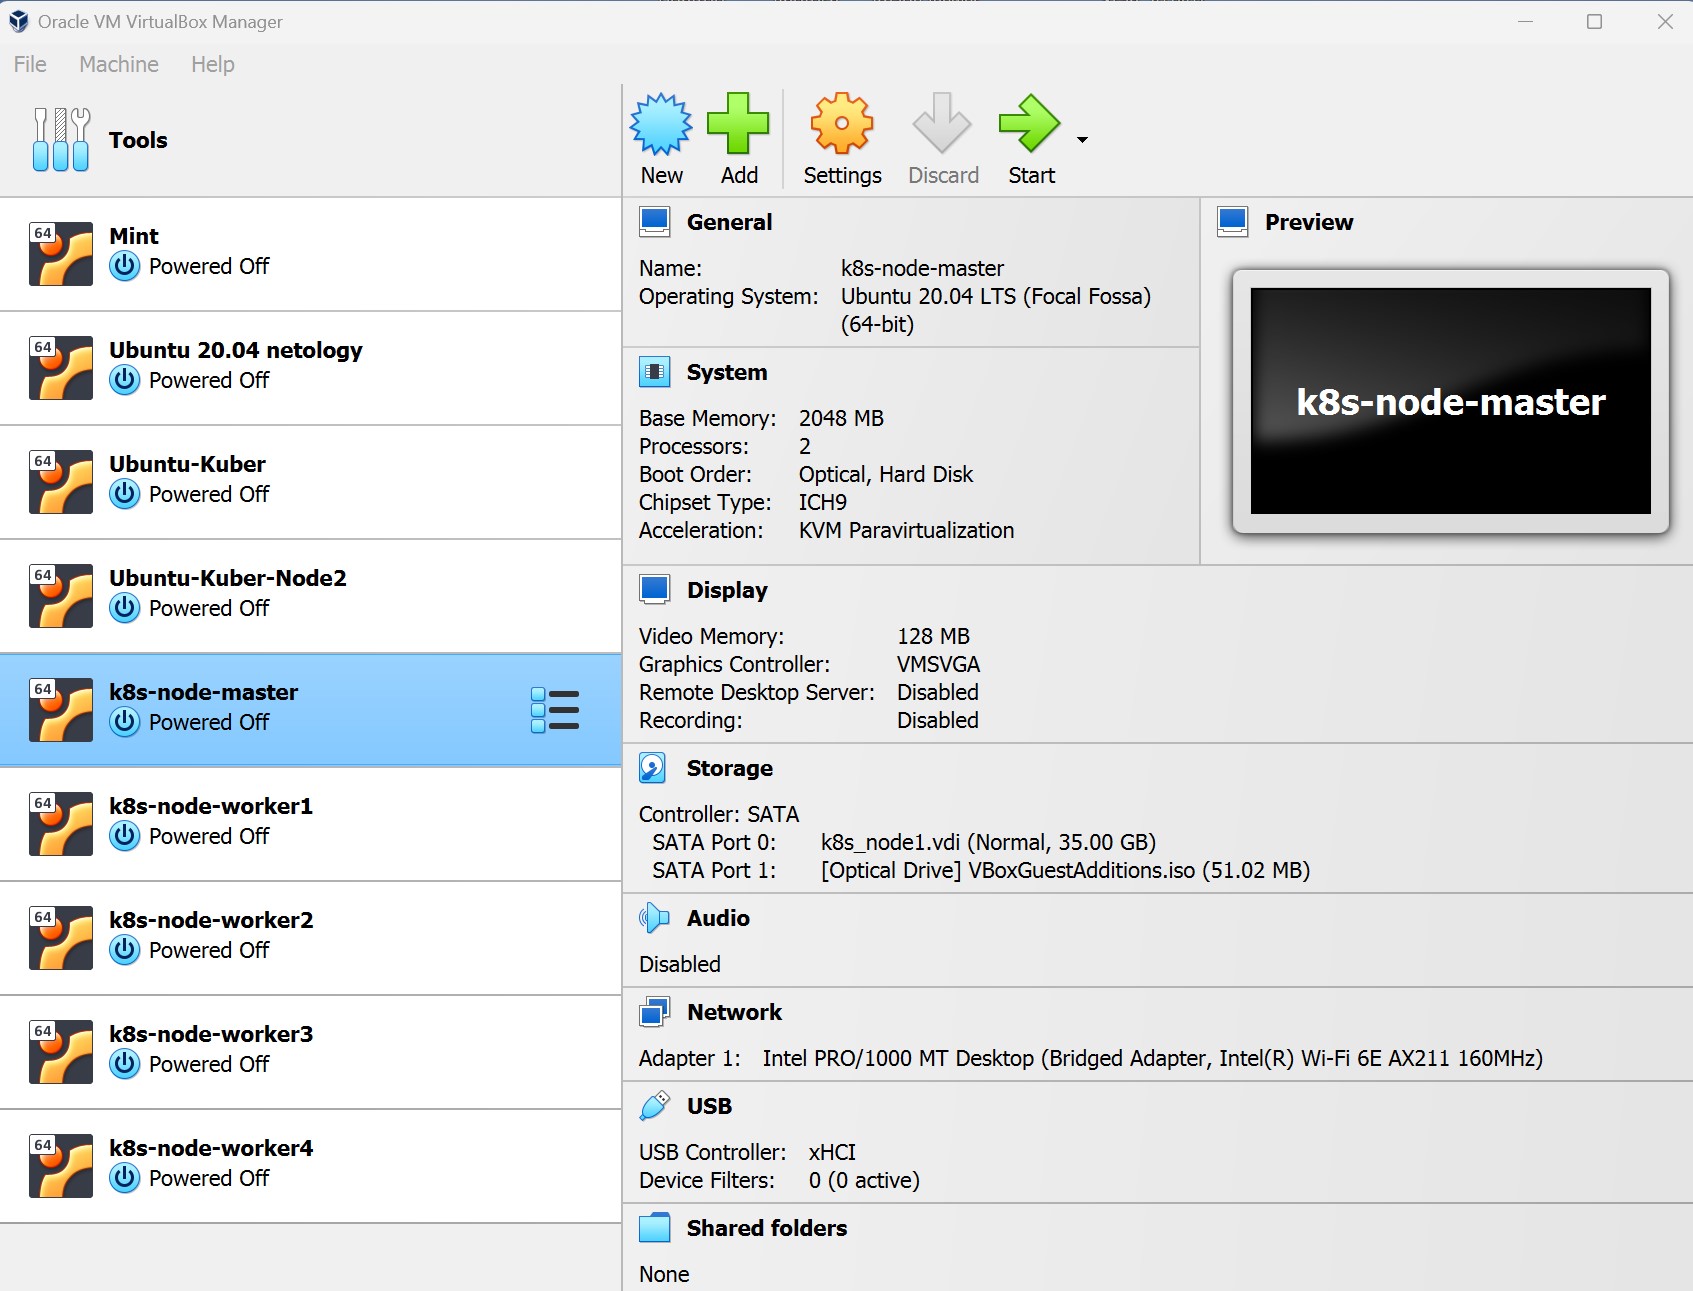 Oracle VM VirtualBox Manager
File Machine Help
Tools
New Add Settings Discard Start
64 Mint
Powered Off
64 Ubuntu 20.04 netology
Powered Off
64 Ubuntu-Kuber
Powered Off
64 Ubuntu-Kuber-Node2
Powered Off
64 k8s-node-master
Powered Off
64 k8s-node-worker1
Powered Off
64 k8s-node-worker2
Powered Off
64 k8s-node-worker3
Powered Off
64 k8s-node-worker4
Powered Off
General
Name: k8s-node-master
Operating System: Ubuntu 20.04 LTS (Focal Fossa)
(64-bit)
Preview
k8s-node-master
System
Base Memory: 2048 MB
Processors: 2
Boot Order: Optical, Hard Disk
Chipset Type: ICH9
Acceleration: KVM Paravirtualization
Display
Video Memory: 128 MB
Graphics Controller: VMSVGA
Remote Desktop Server: Disabled
Recording: Disabled
Storage
Controller: SATA
SATA Port 0: k8s_node1.vdi (Normal, 35.00 GB)
SATA Port 1: [Optical Drive] VBoxGuestAdditions.iso (51.02 MB)
Audio
Disabled
Network
Adapter 1: Intel PRO/1000 MT Desktop (Bridged Adapter, Intel(R) Wi-Fi 6E AX211 160MHz)
USB
USB Controller: xHCI
Device Filters: 0 (0 active)
Shared folders
None